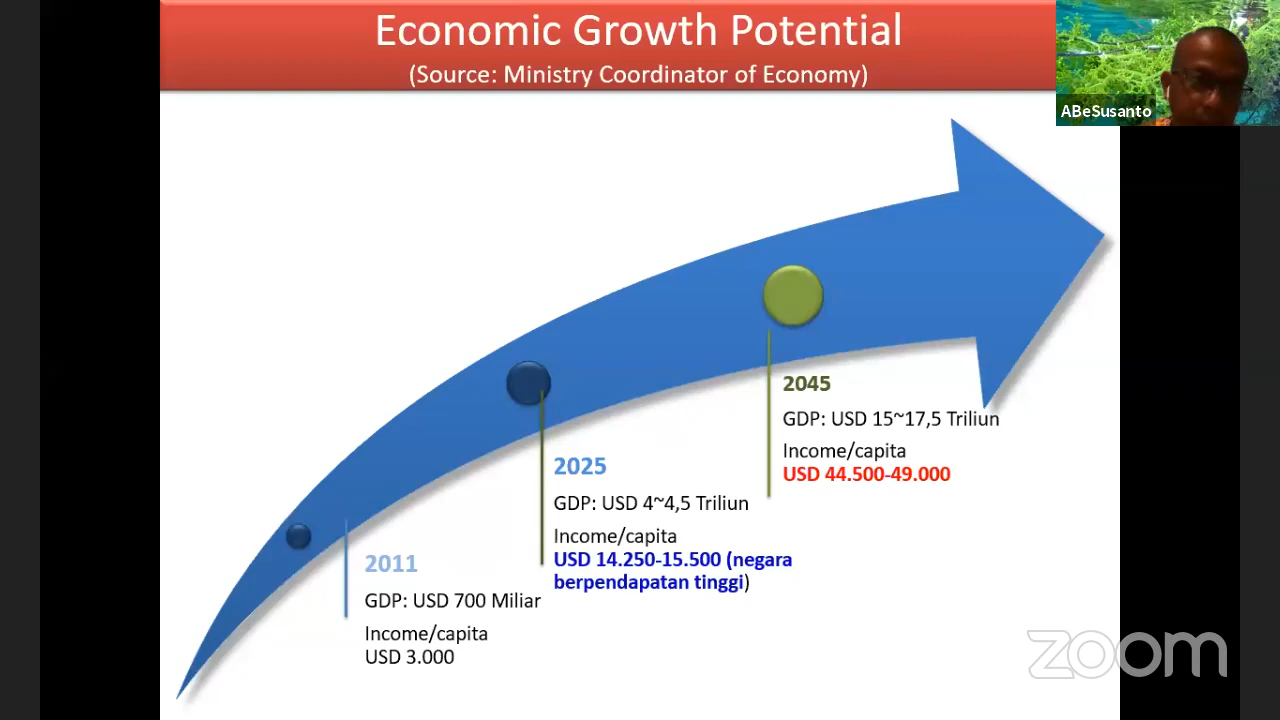 Economic Growth Potential
(Source: Ministry Coordinator of Economy)
ABeSusanto
2045
GDP: USD 15~17,5 Triliun
Income/capita
USD 44.500-49.000
2025
GDP: USD 4~4,5 Triliun
Income/capita
USD 14.250-15.500 (negara
berpendapatan tinggi)
2011
GDP: USD 700 Miliar
Income/capita
USD 3.000
zoom